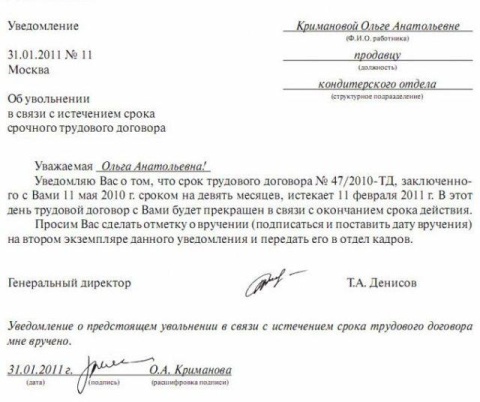 Уведомление
Кримановой Ольге Анатольевне
(Ф.И.О. работника)
31.01.2011 № 11
Москва
продавцу
(должность)
кондитерского отдела
(структурное подразделение)
Об увольнении
в связи с истечением срока
срочного трудового договора
Уважаемая Ольга Анатольевна!
Уведомляю Вас о том, что срок трудового договора № 47/2010-ТД, заключенно-
го с Вами 11 мая 2010 г. сроком на девять месяцев, истекает 11 февраля 2011 г. В этот
день трудовой договор с Вами будет прекращен в связи с окончанием срока действия.
Просим Вас сделать отметку о вручении (подписаться и поставить дату вручения)
на втором экземпляре данного уведомления и передать его в отдел кадров.
Генеральный директор Т.А. Денисов
Уведомление о предстоящем увольнении в связи с истечением срока трудового договора
мне вручено.
31.01.2011 г. О.А. Криманова
(дата) (подпись) (расшифровка подписи)